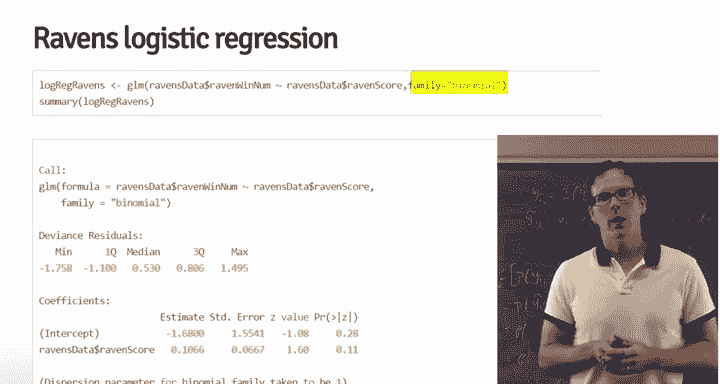 Ravens logistic regression
logRegRavens <- glm(ravensData$ravenWinNum ~ ravensData$ravenScore,family="binomial")
summary(logRegRavens)
Call:
glm(formula = ravensData$ravenWinNum ~ ravensData$ravenScore,
family = "binomial")
Deviance Residuals:
Min 1Q Median 3Q Max
-1.758 -1.100 0.530 0.806 1.495
Coefficients:
Estimate Std. Error z value Pr(>|z|)
(Intercept) -1.6800 1.5541 -1.08 0.28
ravensData$ravenScore 0.1066 0.0667 1.60 0.11
(Dispersion parameter for binomial family taken to be 1)